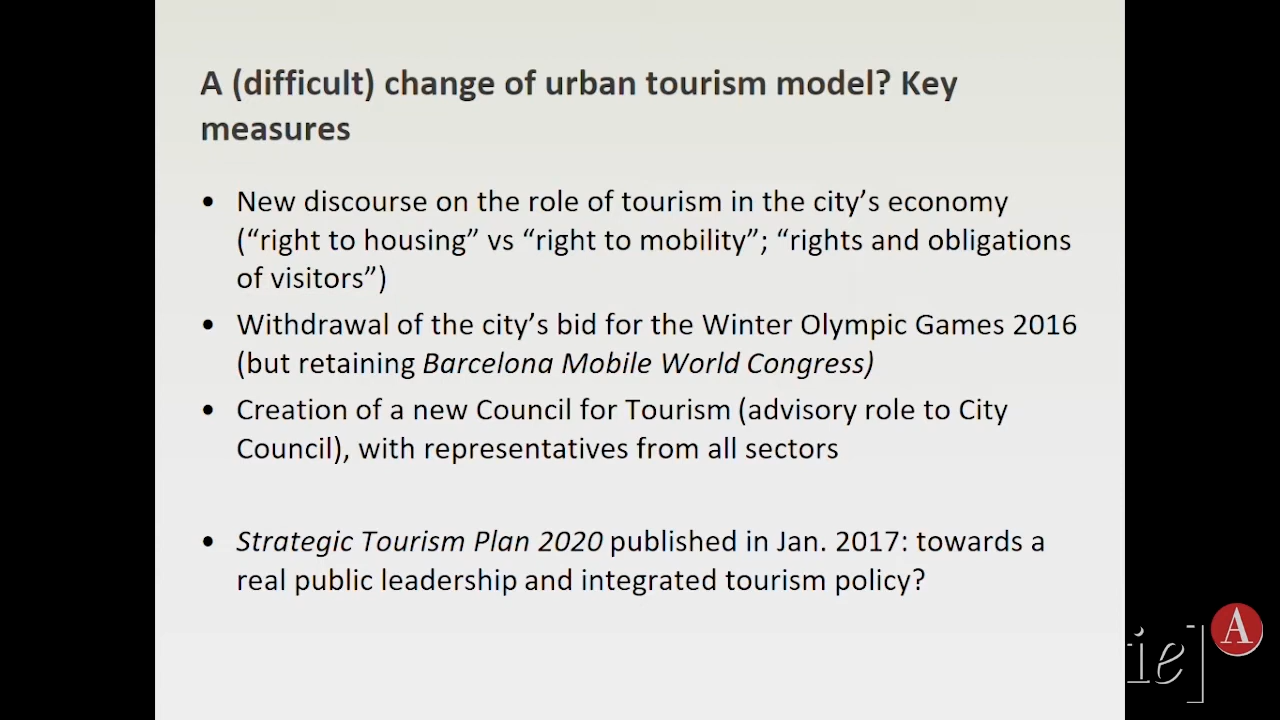 A (difficult) change of urban tourism model? Key
measures
• New discourse on the role of tourism in the city’s economy
(“right to housing” vs “right to mobility”; “rights and obligations
of visitors”)
• Withdrawal of the city’s bid for the Winter Olympic Games 2016
(but retaining Barcelona Mobile World Congress)
• Creation of a new Council for Tourism (advisory role to City
Council), with representatives from all sectors
• Strategic Tourism Plan 2020 published in Jan. 2017: towards a
real public leadership and integrated tourism policy?
A
ie]